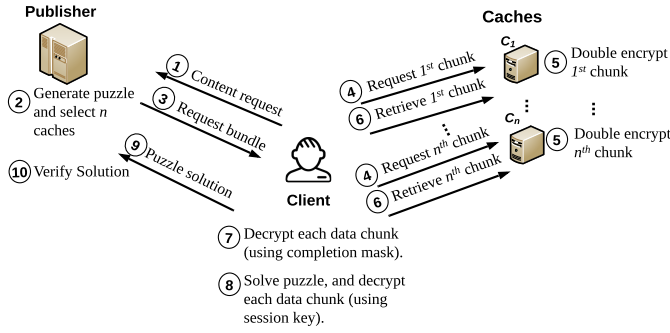 Publisher
Caches
1 Content request
2 Generate puzzle
and select n
caches
3 Request bundle
9 Puzzle solution
10 Verify Solution
Client
C1
4 Request 1st chunk
6 Retrieve 1st chunk
5 Double encrypt
1st chunk
Cn
4 Request nth chunk
6 Retrieve nth chunk
5 Double encrypt
nth chunk
7 Decrypt each data chunk
(using completion mask).
8 Solve puzzle, and decrypt
each data chunk (using
session key).